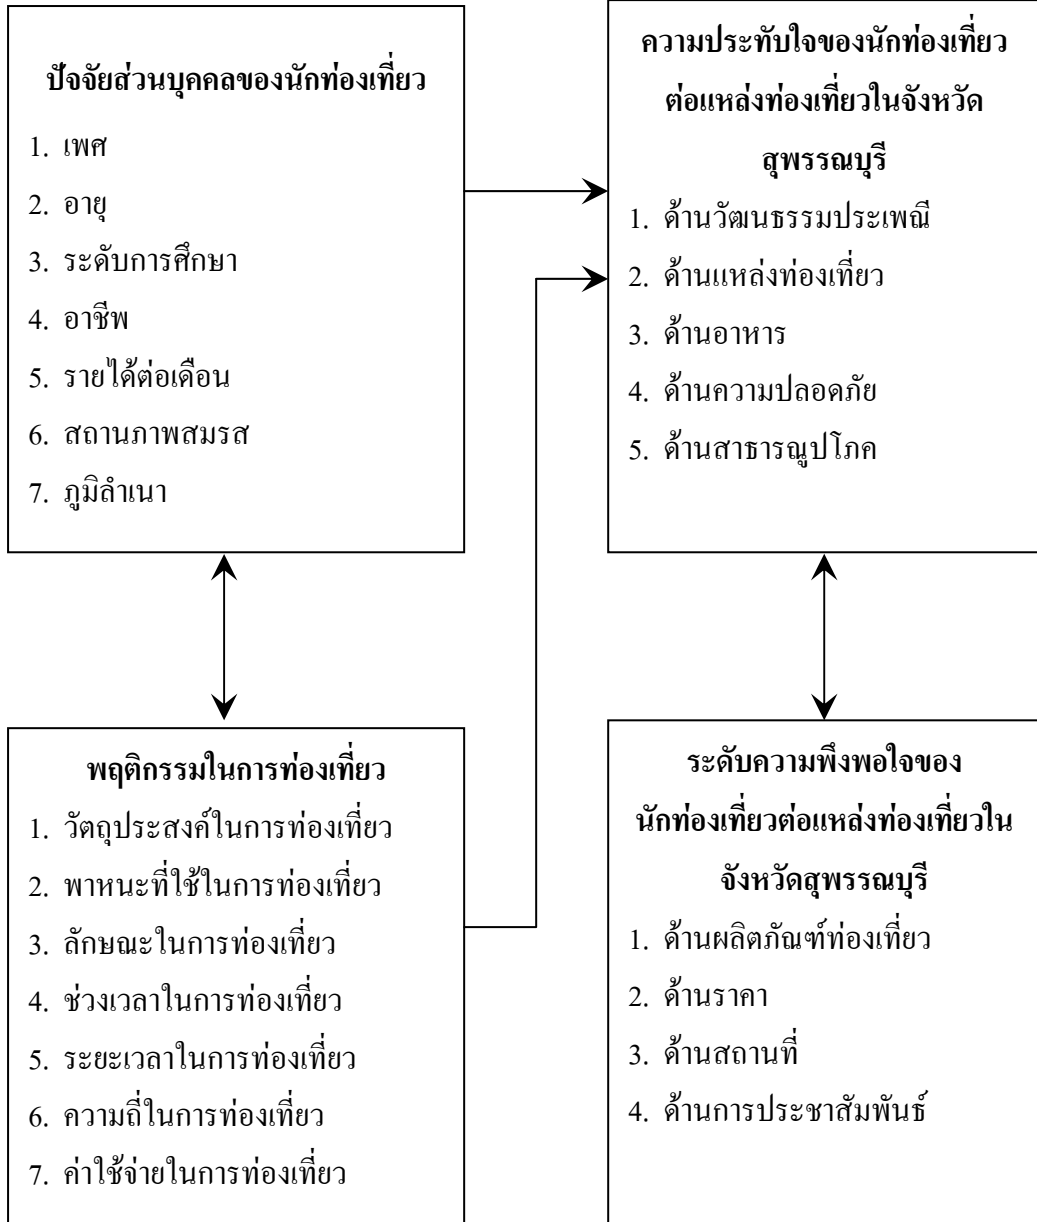 ปัจจัยส่วนบุคคลของนักท่องเที่ยว
1. เพศ
2. อายุ
3. ระดับการศึกษา
4. อาชีพ
5. รายได้ต่อเดือน
6. สถานภาพสมรส
7. ภูมิลำเนา
ความประทับใจของนักท่องเที่ยว
ต่อแหล่งท่องเที่ยวในจังหวัด
สุพรรณบุรี
1. ด้านวัฒนธรรมประเพณี
2. ด้านแหล่งท่องเที่ยว
3. ด้านอาหาร
4. ด้านความปลอดภัย
5. ด้านสาธารณูปโภค
พฤติกรรมในการท่องเที่ยว
1. วัตถุประสงค์ในการท่องเที่ยว
2. พาหนะที่ใช้ในการท่องเที่ยว
3. ลักษณะในการท่องเที่ยว
4. ช่วงเวลาในการท่องเที่ยว
5. ระยะเวลาในการท่องเที่ยว
6. ความถี่ในการท่องเที่ยว
7. ค่าใช้จ่ายในการท่องเที่ยว
ระดับความพึงพอใจของ
นักท่องเที่ยวต่อแหล่งท่องเที่ยวใน
จังหวัดสุพรรณบุรี
1. ด้านผลิตภัณฑ์ท่องเที่ยว
2. ด้านราคา
3. ด้านสถานที่
4. ด้านการประชาสัมพันธ์